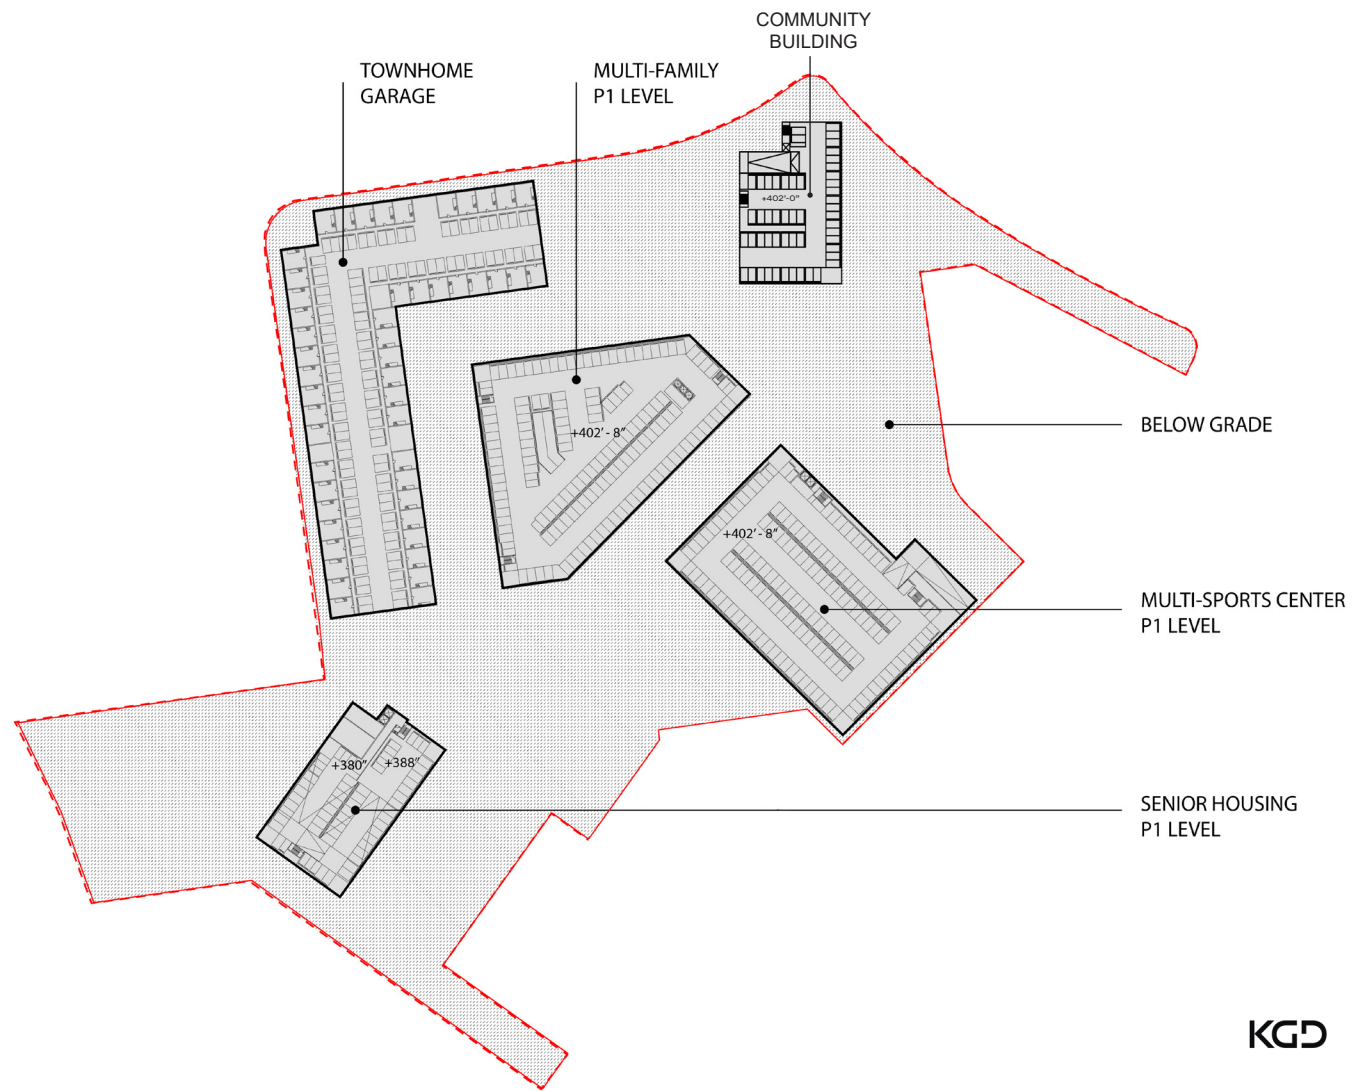 COMMUNITY
BUILDING
TOWNHOME
GARAGE
MULTI-FAMILY
P1 LEVEL
+402'-0"
+402' - 8"
BELOW GRADE
+402' - 8"
MULTI-SPORTS CENTER
P1 LEVEL
+380"
+388"
SENIOR HOUSING
P1 LEVEL
KGD